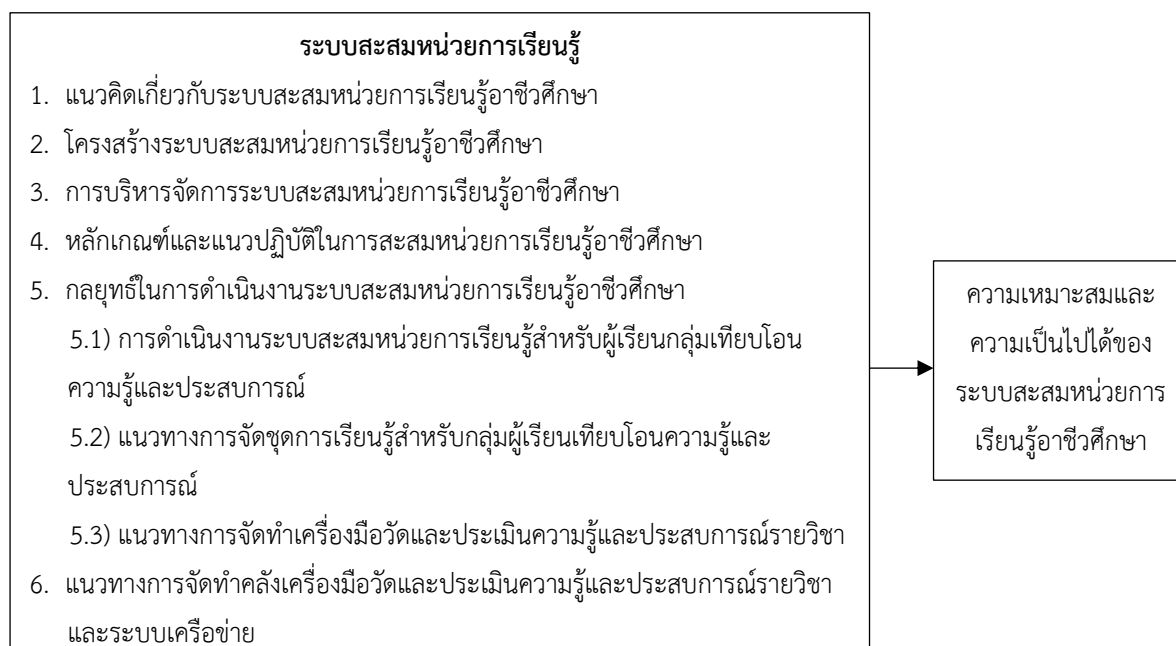 ระบบสะสมหน่วยการเรียนรู้
1. แนวคิดเกี่ยวกับระบบสะสมหน่วยการเรียนรู้อาชีวศึกษา
2. โครงสร้างระบบสะสมหน่วยการเรียนรู้อาชีวศึกษา
3. การบริหารจัดการระบบสะสมหน่วยการเรียนรู้อาชีวศึกษา
4. หลักเกณฑ์และแนวปฏิบัติในการสะสมหน่วยการเรียนรู้อาชีวศึกษา
5. กลยุทธ์ในการดำเนินงานระบบสะสมหน่วยการเรียนรู้อาชีวศึกษา
5.1) การดำเนินงานระบบสะสมหน่วยการเรียนรู้สำหรับผู้เรียนกลุ่มเทียบโอน
ความรู้และประสบการณ์
5.2) แนวทางการจัดชุดการเรียนรู้สำหรับกลุ่มผู้เรียนเทียบโอนความรู้และ
ประสบการณ์
5.3) แนวทางการจัดทำเครื่องมือวัดและประเมินความรู้และประสบการณ์รายวิชา
6. แนวทางการจัดทำคลังเครื่องมือวัดและประเมินความรู้และประสบการณ์รายวิชา
และระบบเครือข่าย
ความเหมาะสมและ
ความเป็นไปได้ของ
ระบบสะสมหน่วยการ
เรียนรู้อาชีวศึกษา